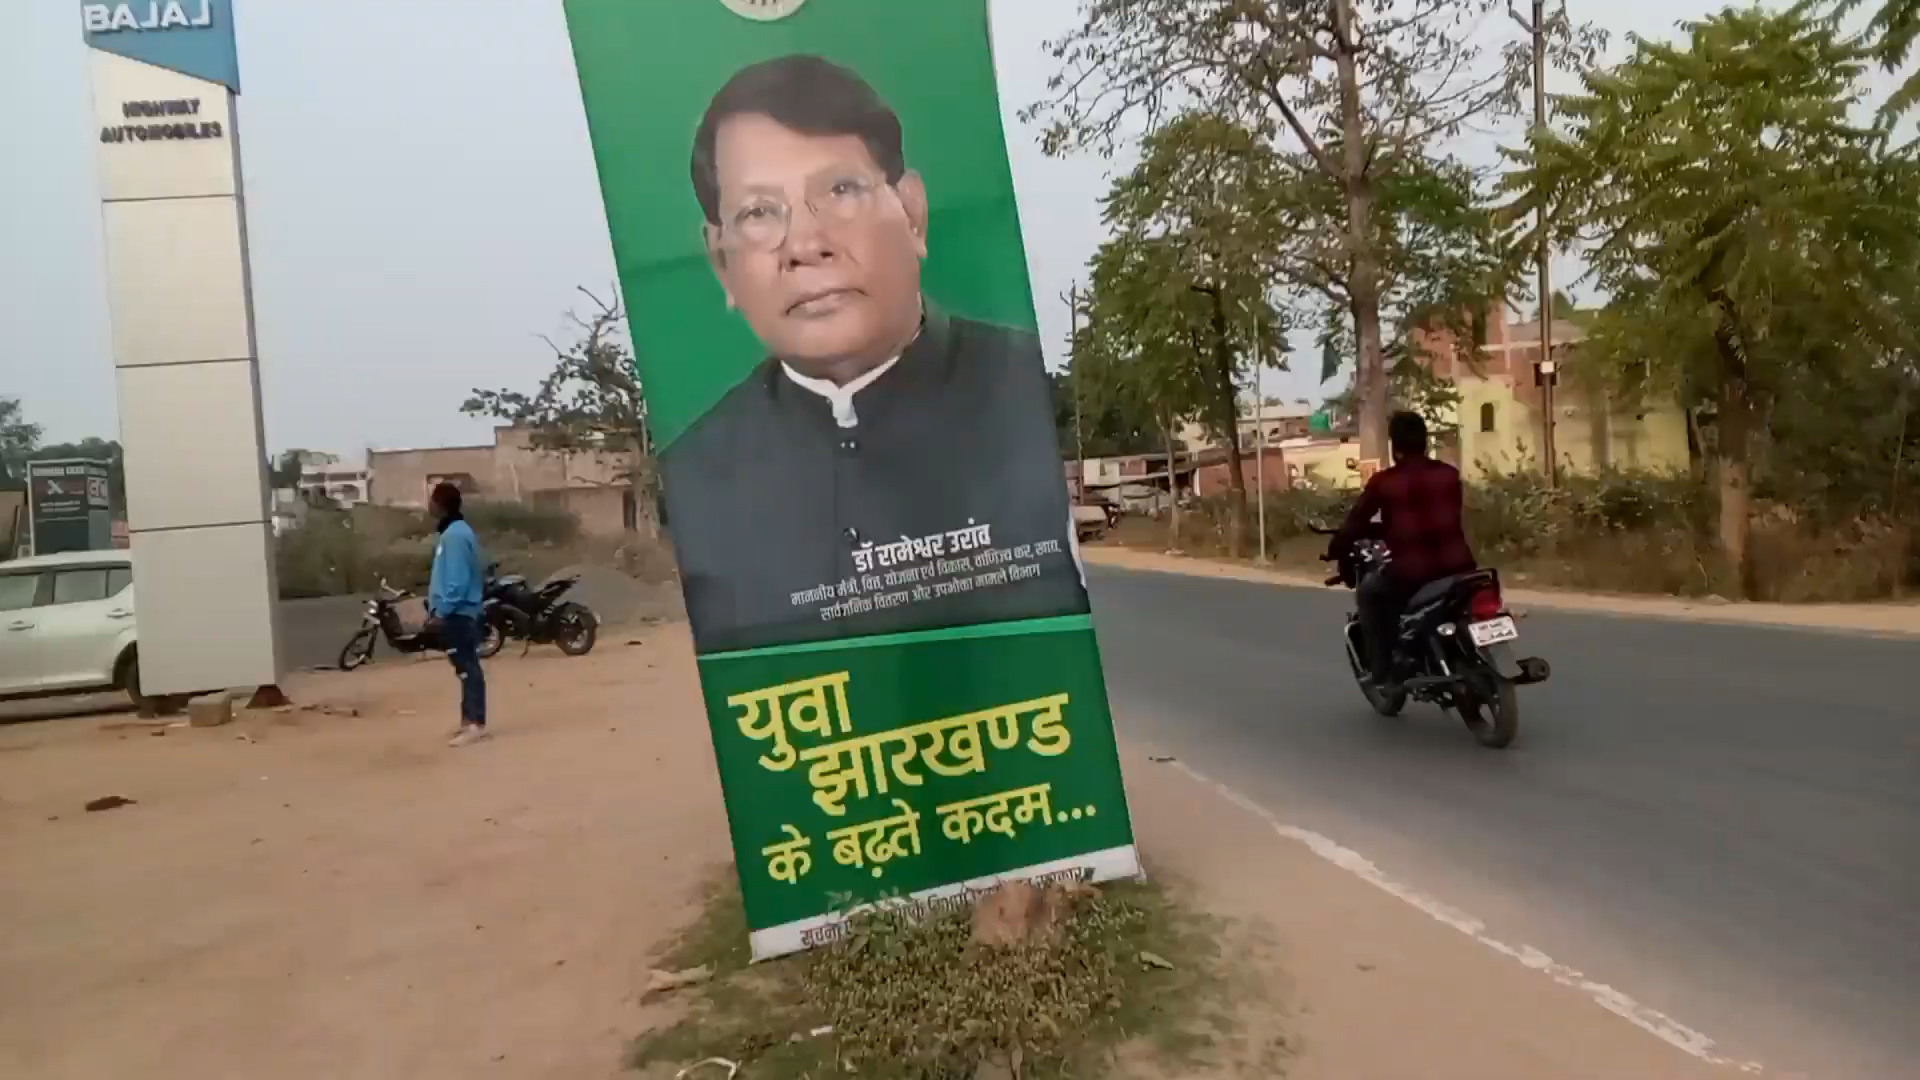 BAJAJ
HIGHWAY
AUTOMOBILES
डॉ रामेश्वर उरांव
माननीय मंत्री, वित्त, योजना एवं विकास, वाणिज्य कर, खाद्य,
सार्वजनिक वितरण और उपभोक्ता मामले विभाग
युवा
झारखण्ड
के बढ़ते कदम...